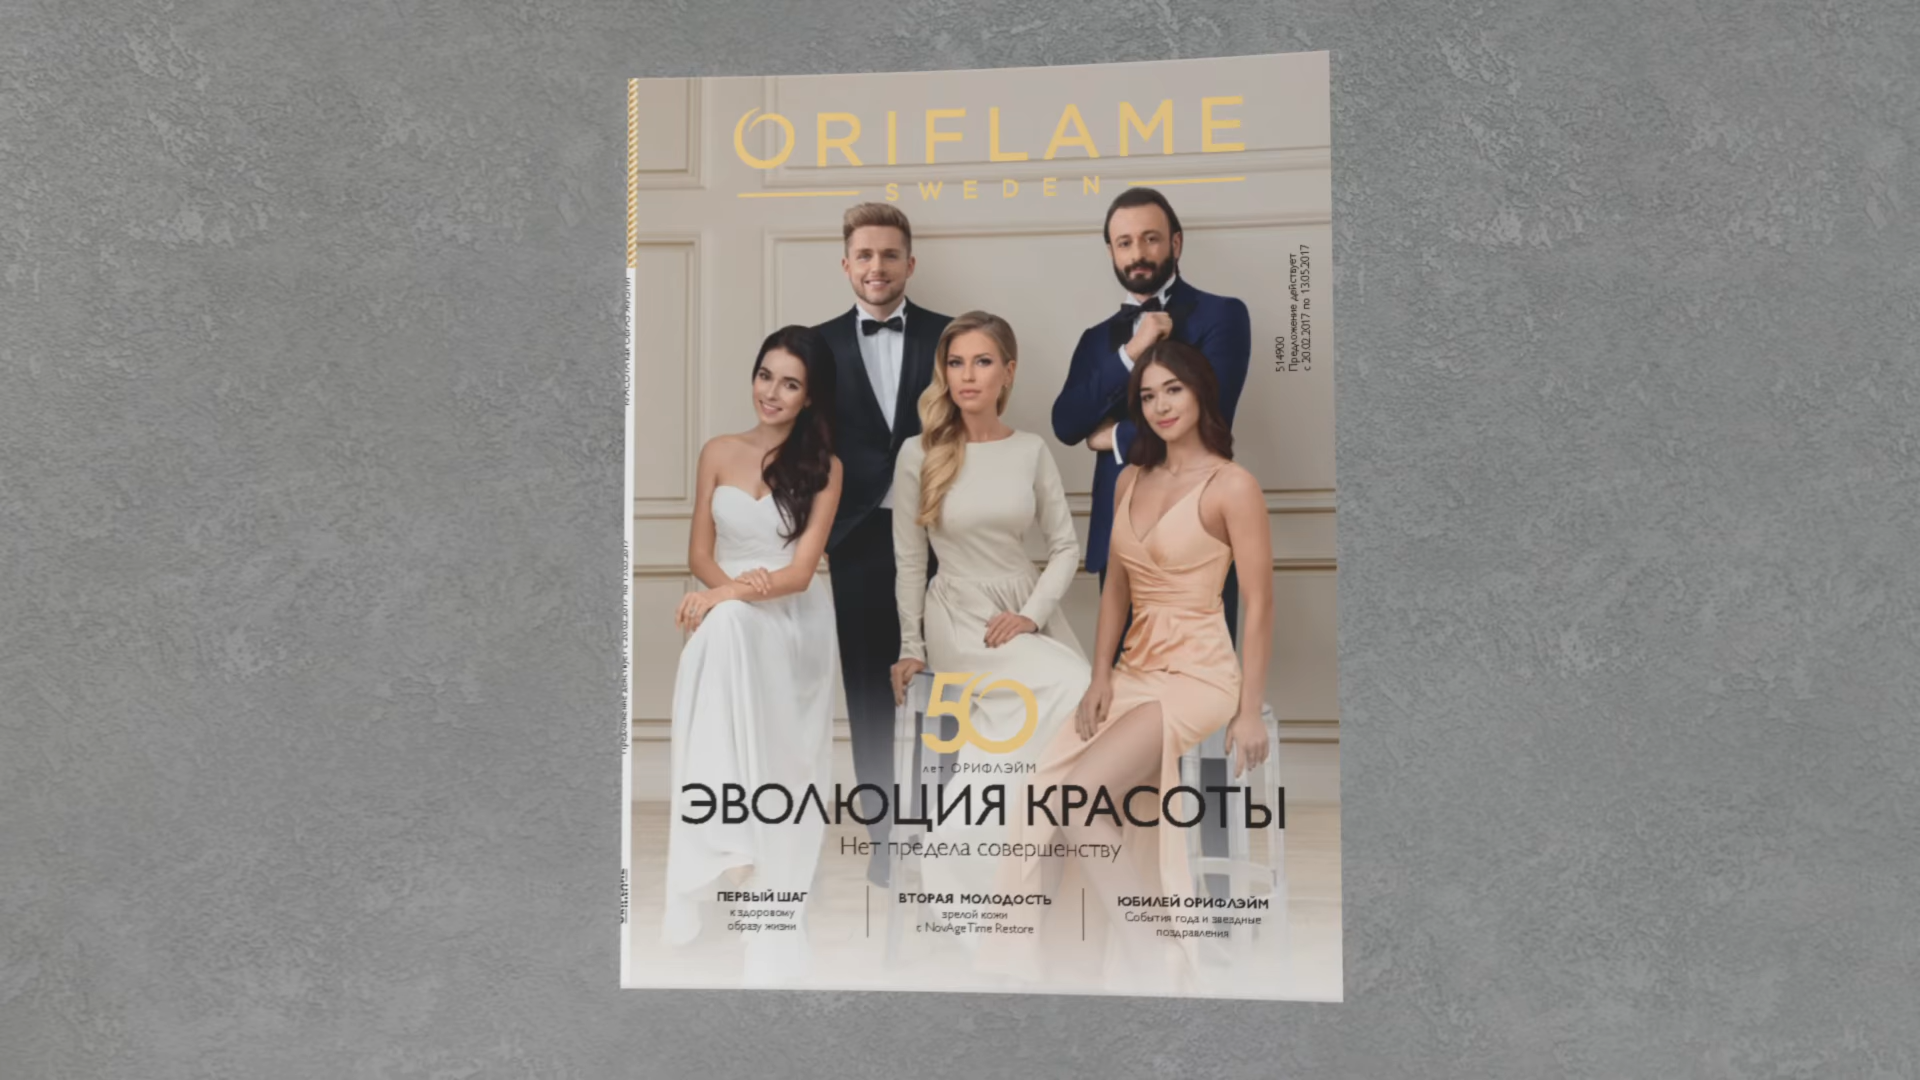 ORIFLAME
SWEDEN
514900
Предложение действует
с 20.02.2017 по 13.05.2017
50
лет ОРИФЛЭЙМ
ЭВОЛЮЦИЯ КРАСОТЫ
Нет предела совершенству
ПЕРВЫЙ ШАГ
к здоровому
образу жизни
ВТОРАЯ МОЛОДОСТЬ
зрелой кожи
с NovAge Time Restore
ЮБИЛЕЙ ОРИФЛЭЙМ
События года и звездные
поздравления